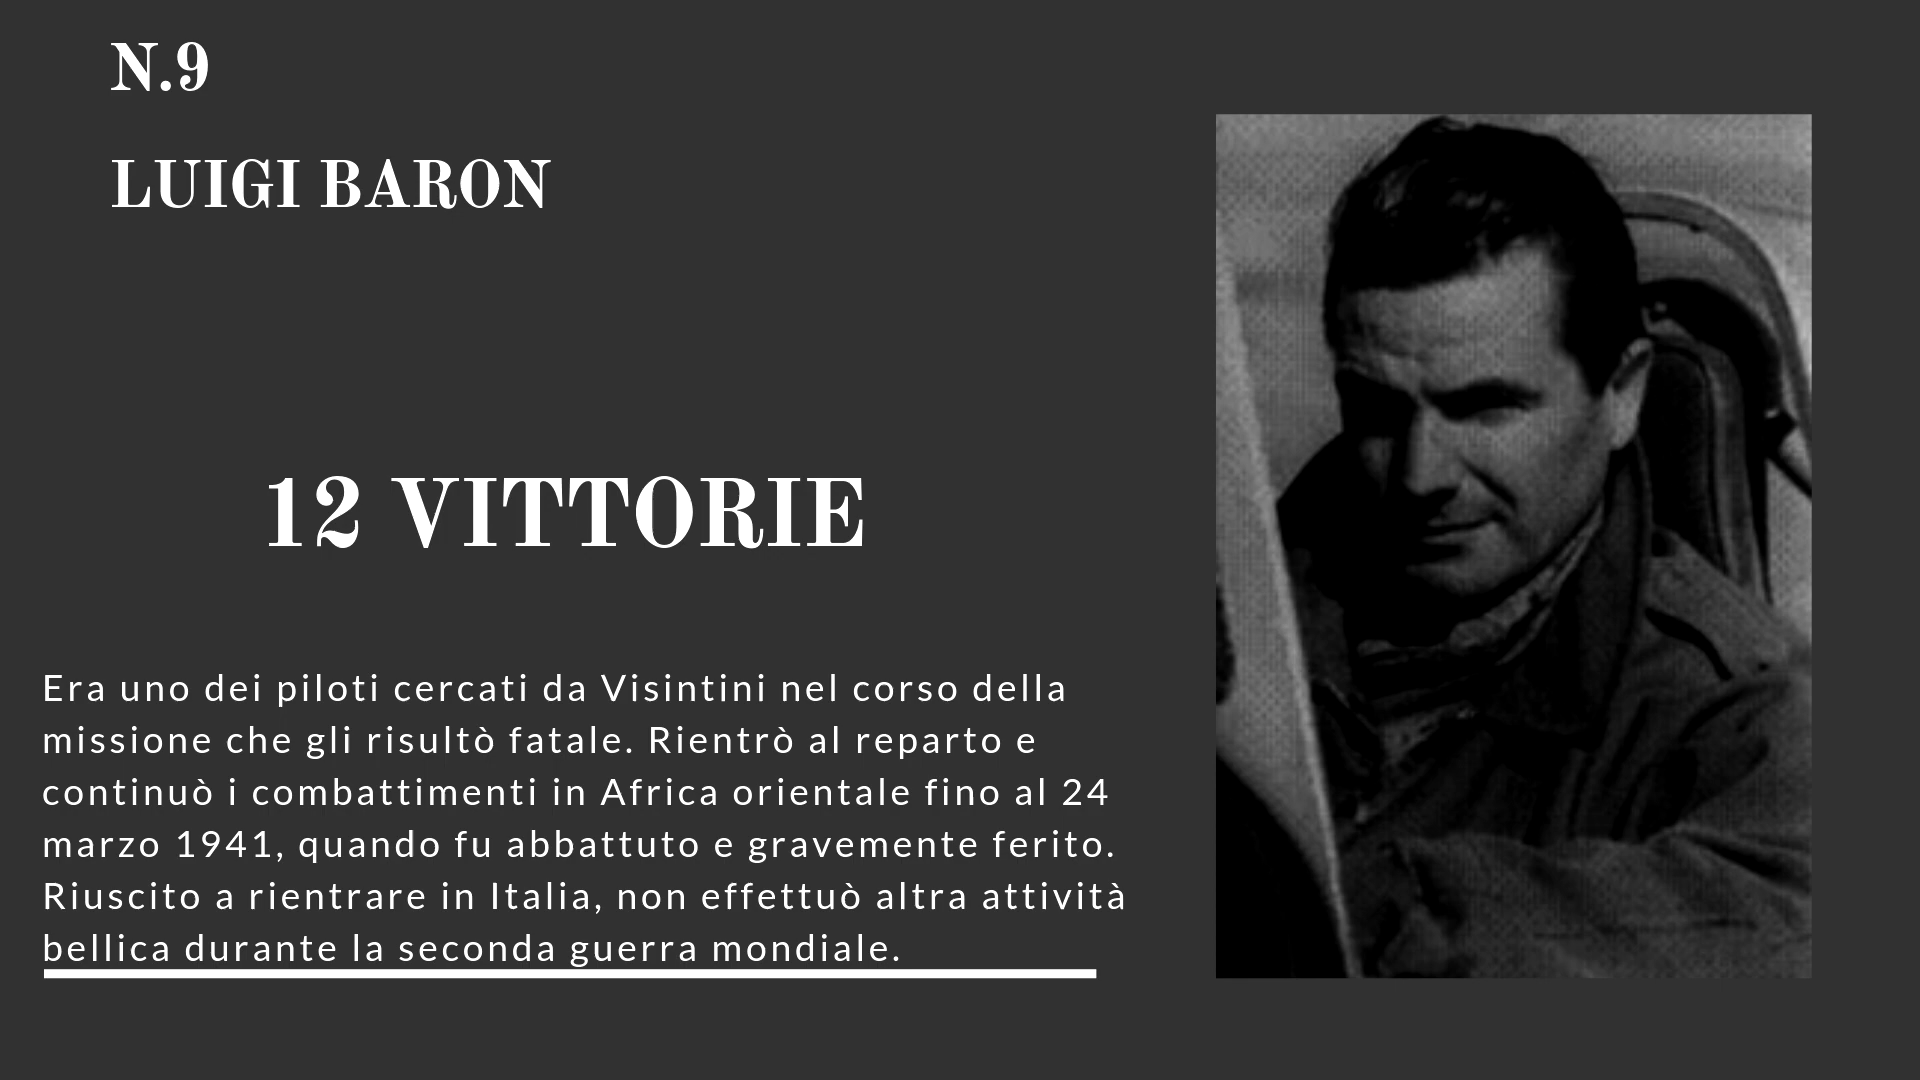 N.9
LUIGI BARON
12 VITTORIE
Era uno dei piloti cercati da Visintini nel corso della
missione che gli risultò fatale. Rientrò al reparto e
continuò i combattimenti in Africa orientale fino al 24
marzo 1941, quando fu abbattuto e gravemente ferito.
Riuscito a rientrare in Italia, non effettuò altra attività
bellica durante la seconda guerra mondiale.